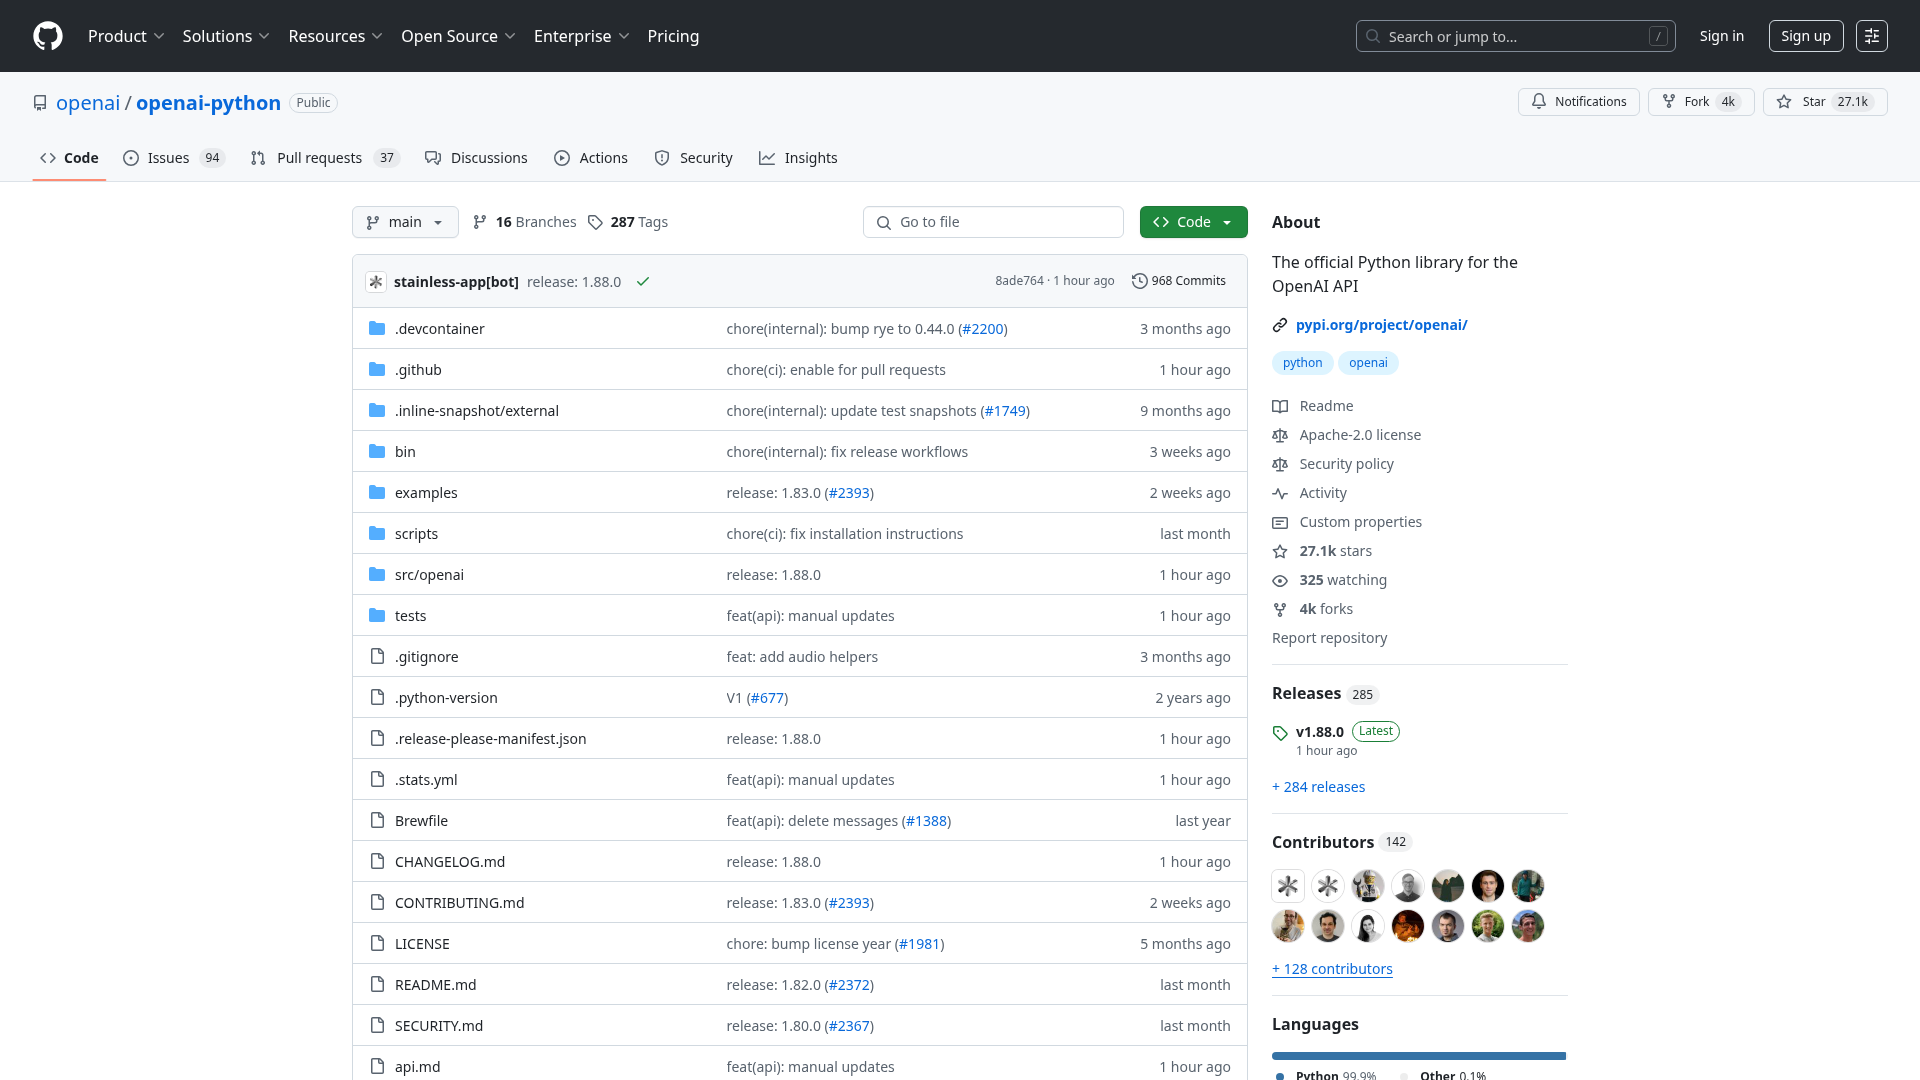 Product Solutions Resources Open Source Enterprise Pricing Search or jump to... / Sign in Sign up
openai / openai-python Public Notifications Fork 4k Star 27.1k
Code Issues 94 Pull requests 37 Discussions Actions Security Insights
main 16 Branches 287 Tags Go to file Code
stainless-app[bot] release: 1.88.0 8ade764 · 1 hour ago 968 Commits
.devcontainer chore(internal): bump rye to 0.44.0 (#2200) 3 months ago
.github chore(ci): enable for pull requests 1 hour ago
.inline-snapshot/external chore(internal): update test snapshots (#1749) 9 months ago
bin chore(internal): fix release workflows 3 weeks ago
examples release: 1.83.0 (#2393) 2 weeks ago
scripts chore(ci): fix installation instructions last month
src/openai release: 1.88.0 1 hour ago
tests feat(api): manual updates 1 hour ago
.gitignore feat: add audio helpers 3 months ago
.python-version V1 (#677) 2 years ago
.release-please-manifest.json release: 1.88.0 1 hour ago
.stats.yml feat(api): manual updates 1 hour ago
Brewfile feat(api): delete messages (#1388) last year
CHANGELOG.md release: 1.88.0 1 hour ago
CONTRIBUTING.md release: 1.83.0 (#2393) 2 weeks ago
LICENSE chore: bump license year (#1981) 5 months ago
README.md release: 1.82.0 (#2372) last month
SECURITY.md release: 1.80.0 (#2367) last month
api.md feat(api): manual updates 1 hour ago
About
The official Python library for the
OpenAI API
pypi.org/project/openai/
python openai
Readme
Apache-2.0 license
Security policy
Activity
Custom properties
27.1k stars
325 watching
4k forks
Report repository
Releases 285
v1.88.0 Latest
1 hour ago
+ 284 releases
Contributors 142
+ 128 contributors
Languages
Python 99.9% Other 0.1%